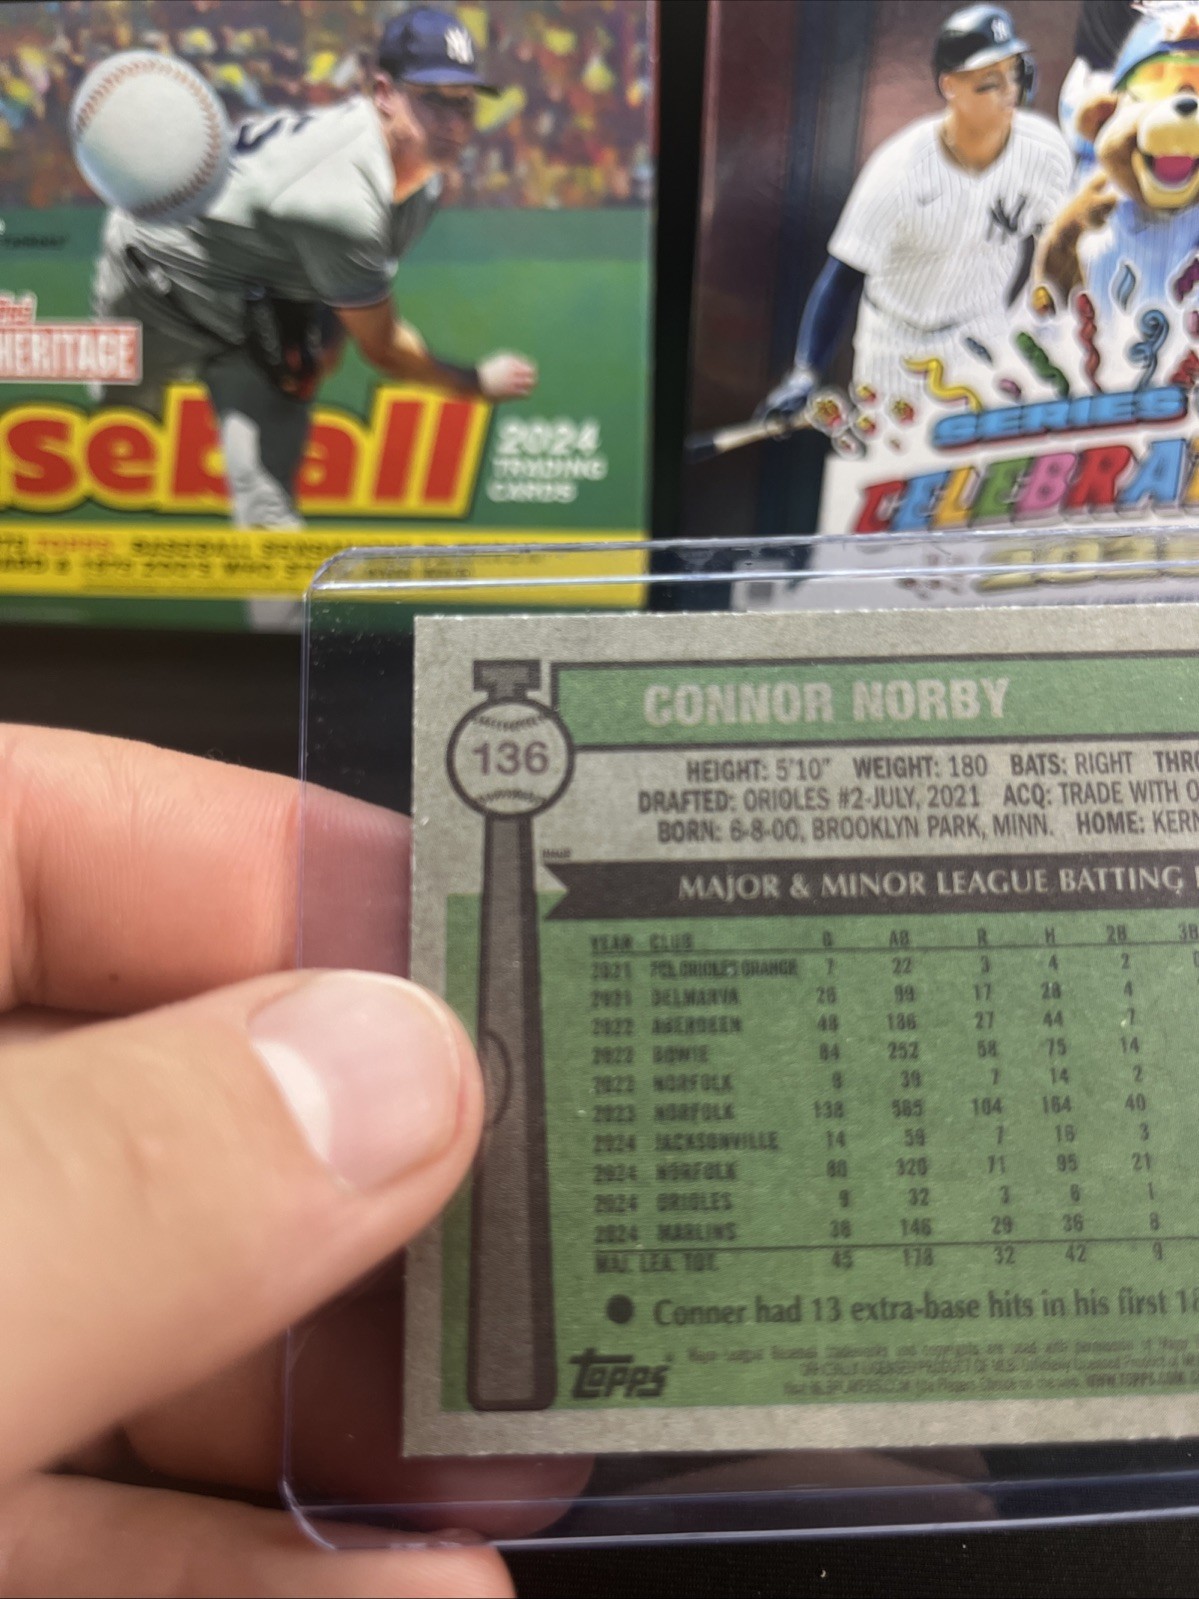 HERITAGE
seball
2024
TRADING
CARDS
SERIES
CELEBRA
CONNOR NORBY
136
HEIGHT: 5'10" WEIGHT: 180 BATS: RIGHT THRO
DRAFTED: ORIOLES #2-JULY, 2021 ACQ: TRADE WITH O
BORN: 6-8-00, BROOKLYN PARK, MINN. HOME: KERN
MAJOR & MINOR LEAGUE BATTING
YEAR CLUB G AB R H 2B 3B
2021 FCL ORIOLES ORANGE 7 22 3 4 2 0
2021 DELMARVA 26 99 17 28 4
2022 ABERDEEN 48 186 27 44 7
2022 BOWIE 64 252 58 75 14
2022 NORFOLK 9 39 7 14 2
2023 NORFOLK 138 565 104 164 40
2024 JACKSONVILLE 14 59 7 16 3
2024 NORFOLK 80 320 71 95 21
2024 ORIOLES 9 32 3 6 1
2024 MARLINS 36 146 29 36 8
MAJ. LEA. TOT. 45 178 32 42 9
● Conner had 13 extra-base hits in his first
topps